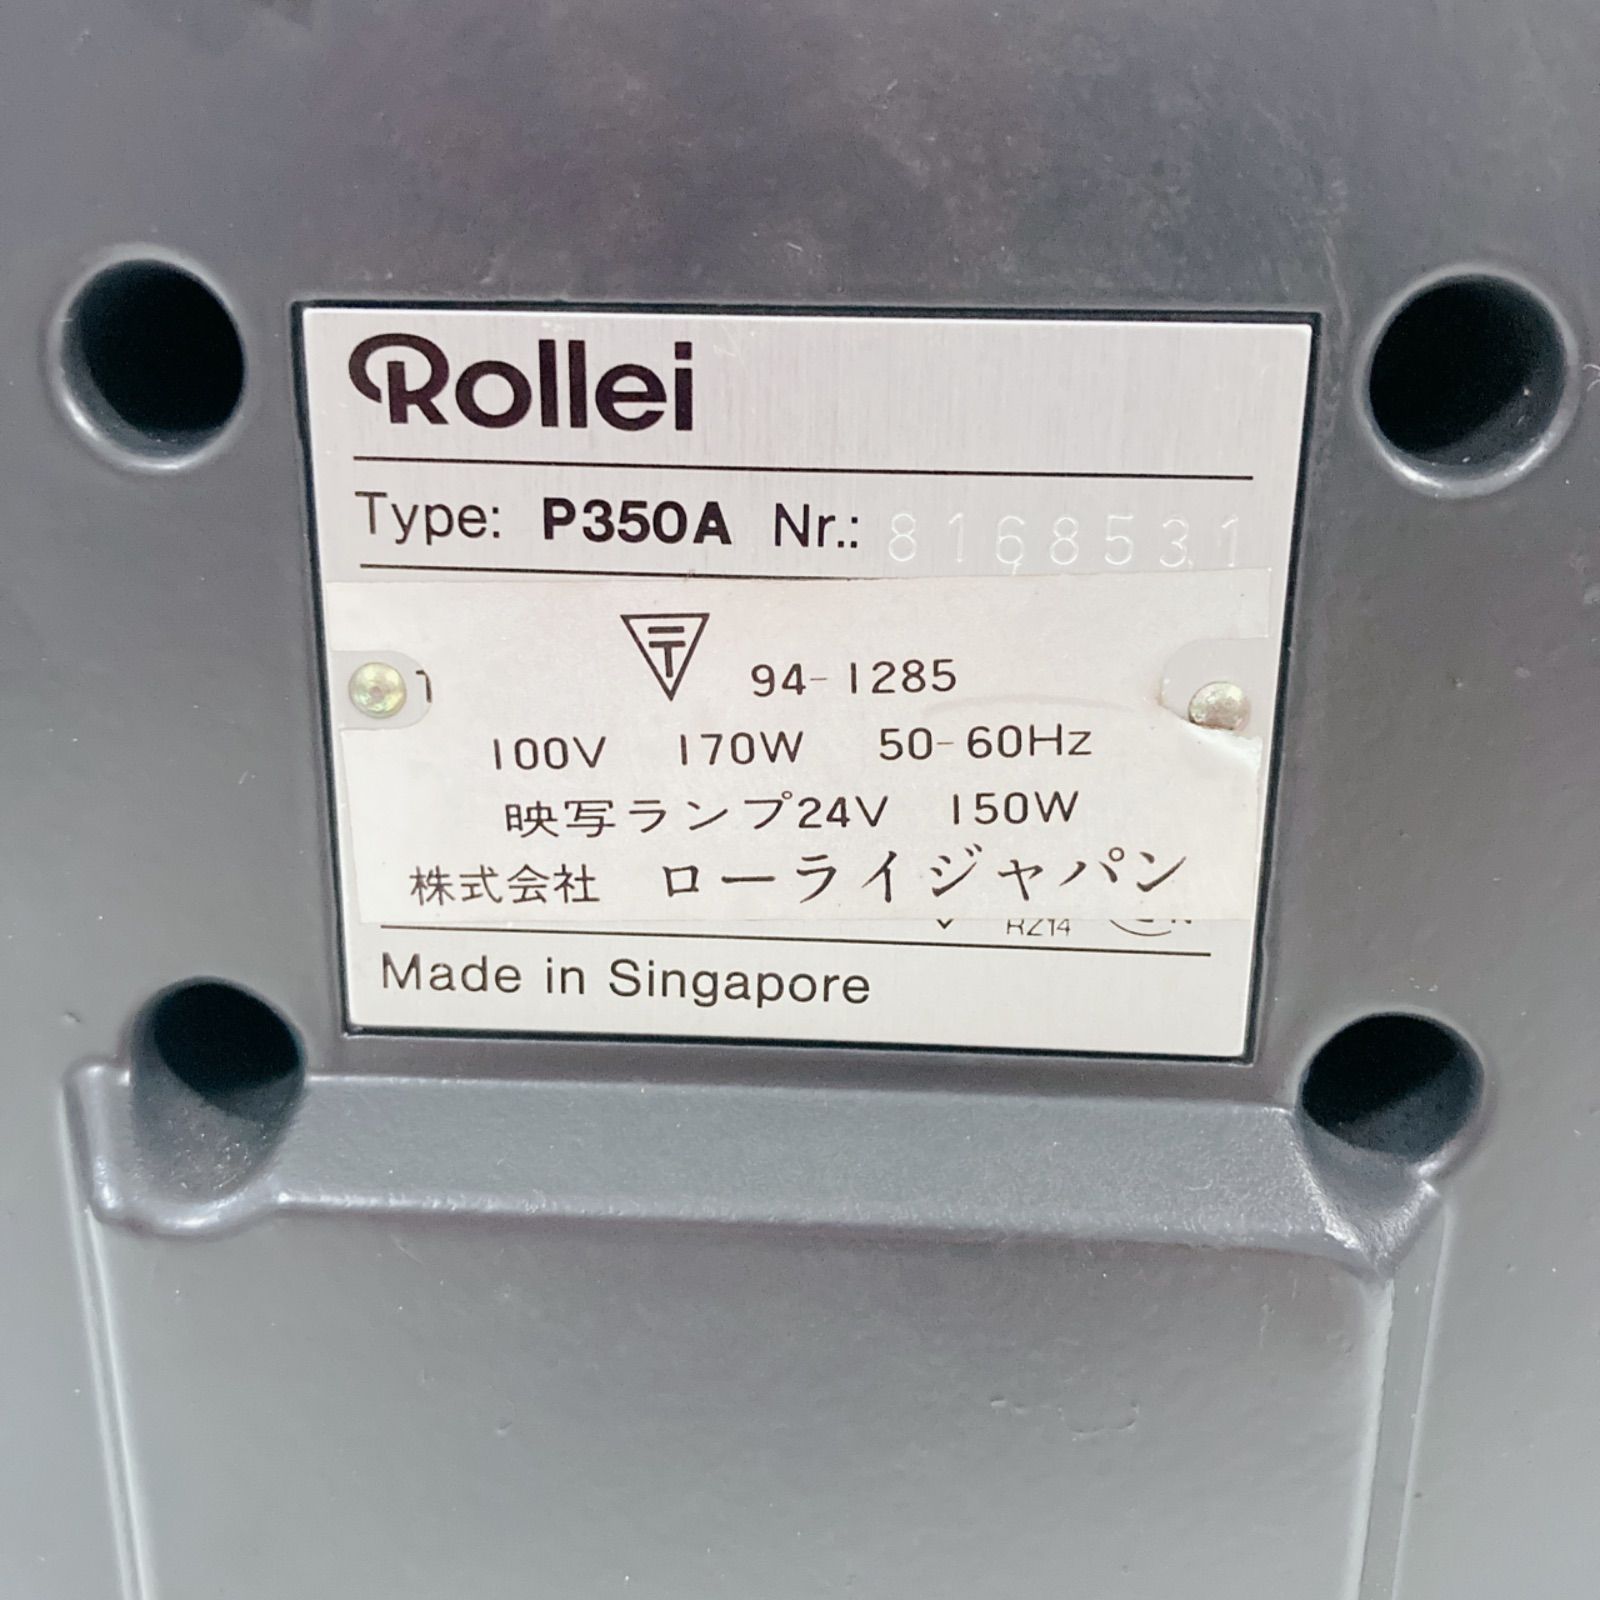 Rollei
Type: P350A Nr.: 8168531
〒 94-1285
100V 170W 50-60Hz
映写ランプ24V 150W
株式会社 ローライジャパン
RZ14
Made in Singapore